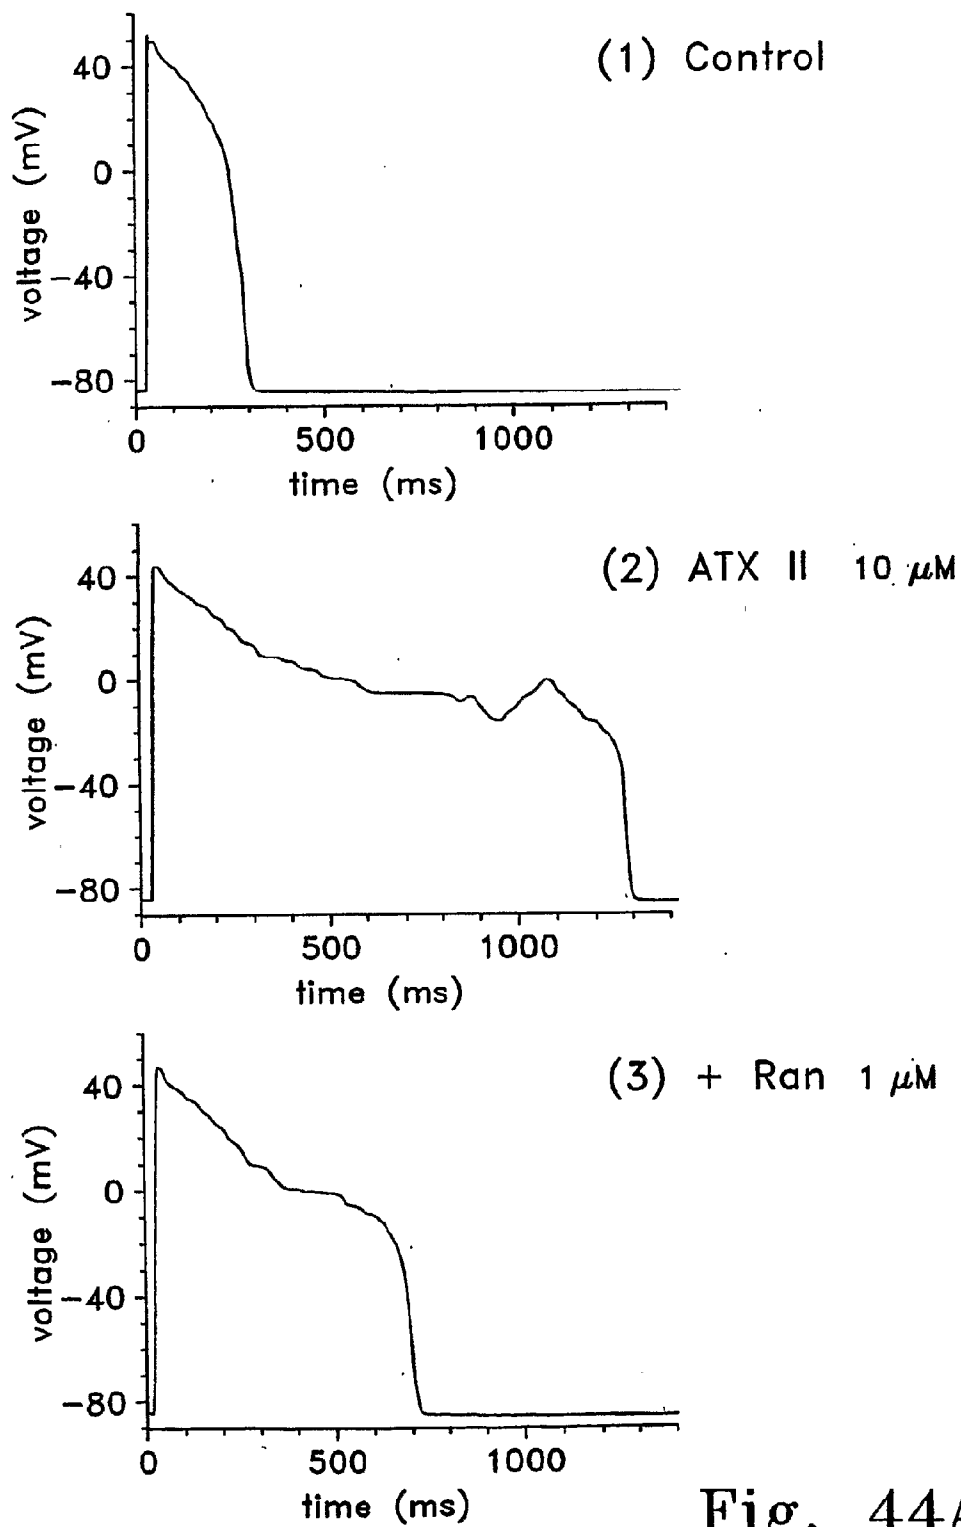 (1) Control
40
0
−40
−80
voltage (mV)
0 500 1000
time (ms)
(2) ATX II 10 μM
40
0
−40
−80
voltage (mV)
0 500 1000
time (ms)
(3) + Ran 1 μM
40
0
−40
−80
voltage (mV)
0 500 1000
time (ms)
Fig. 44A